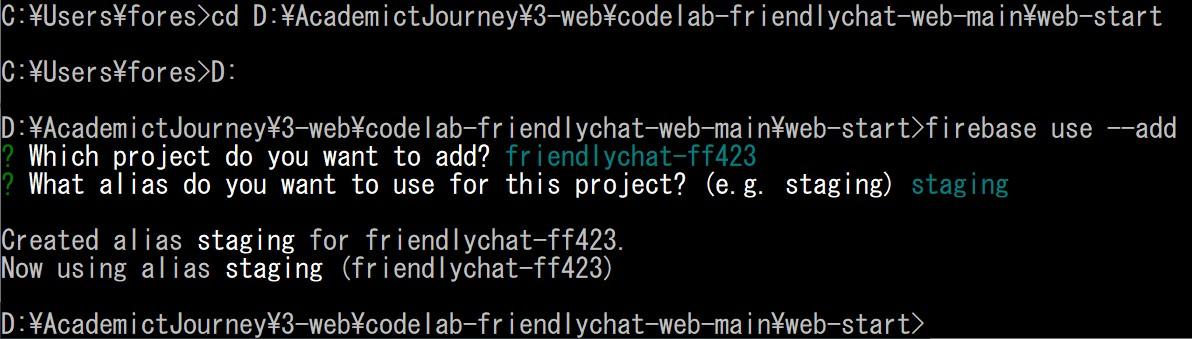 C:¥Users¥fores>cd D:¥AcademictJourney¥3-web¥codelab-friendlychat-web-main¥web-start
C:¥Users¥fores>D:
D:¥AcademictJourney¥3-web¥codelab-friendlychat-web-main¥web-start>firebase use --add
? Which project do you want to add? friendlychat-ff423
? What alias do you want to use for this project? (e.g. staging) staging
Created alias staging for friendlychat-ff423.
Now using alias staging (friendlychat-ff423)
D:¥AcademictJourney¥3-web¥codelab-friendlychat-web-main¥web-start>